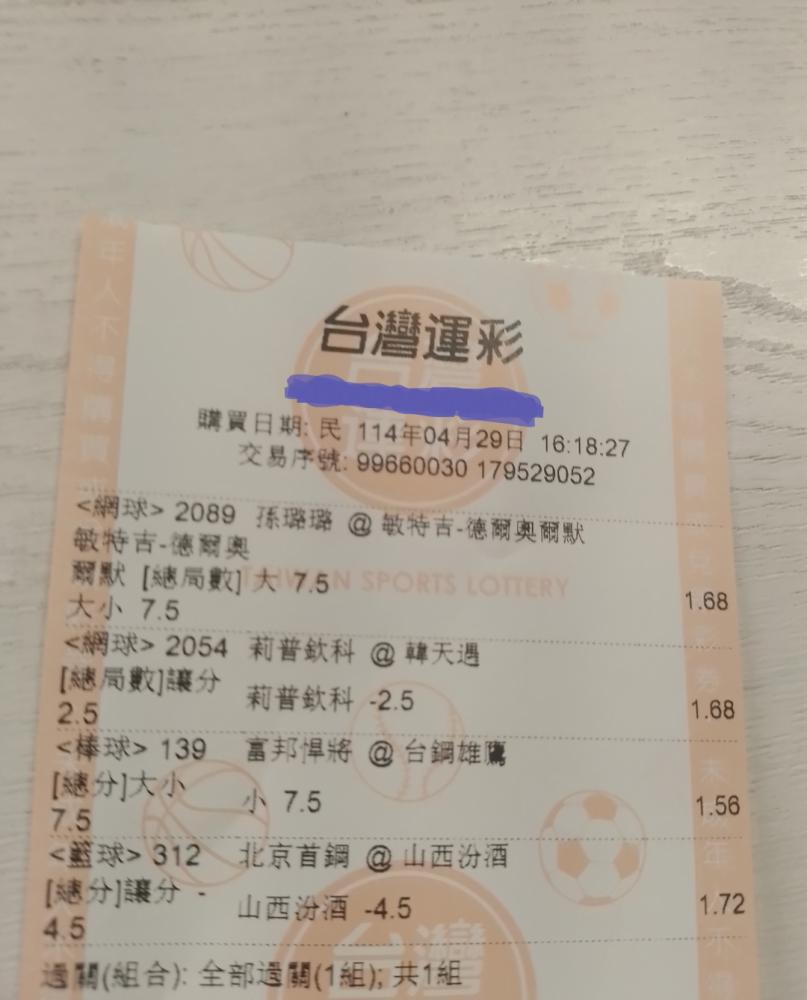 台灣運彩
購買日期: 民 114年04月29日 16:18:27
交易序號: 99660030 179529052
<網球> 2089 孫璐璐 @ 敏特吉-德爾奧爾默
敏特吉-德爾奧
爾默 [總局數] 大 7.5
TAIWAN SPORTS LOTTERY
大小 7.5 1.68
<網球> 2054 莉普欽科 @ 韓天遇
[總局數]讓分 莉普欽科 -2.5
2.5 1.68
<棒球> 139 富邦悍將 @ 台鋼雄鷹
[總分]大小 小 7.5
7.5 1.56
<籃球> 312 北京首鋼 @ 山西汾酒
[總分]讓分 - 山西汾酒 -4.5
4.5 1.72
過關(組合): 全部過關(1組); 共1組